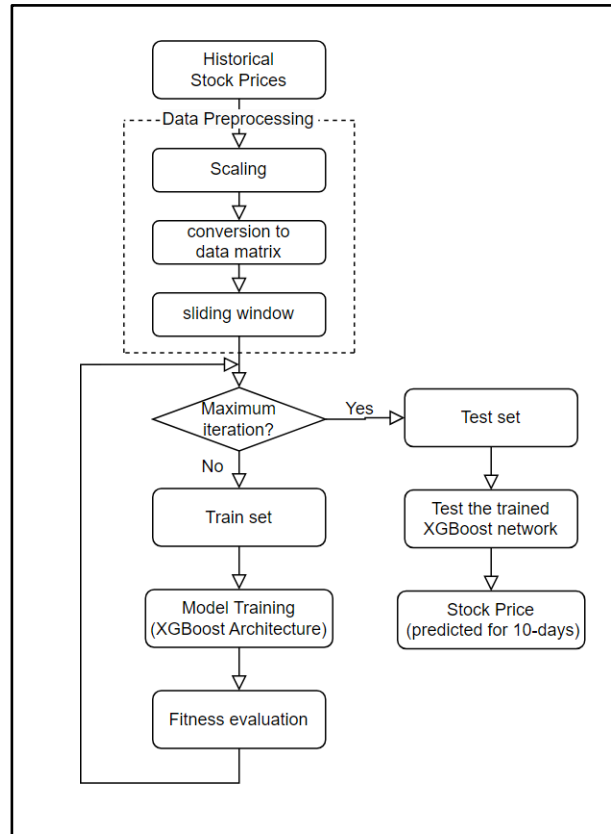 Historical
Stock Prices
Data Preprocessing
Scaling
conversion to
data matrix
sliding window
Maximum
iteration?
Yes
Test set
No
Train set
Test the trained
XGBoost network
Model Training
(XGBoost Architecture)
Stock Price
(predicted for 10-days)
Fitness evaluation